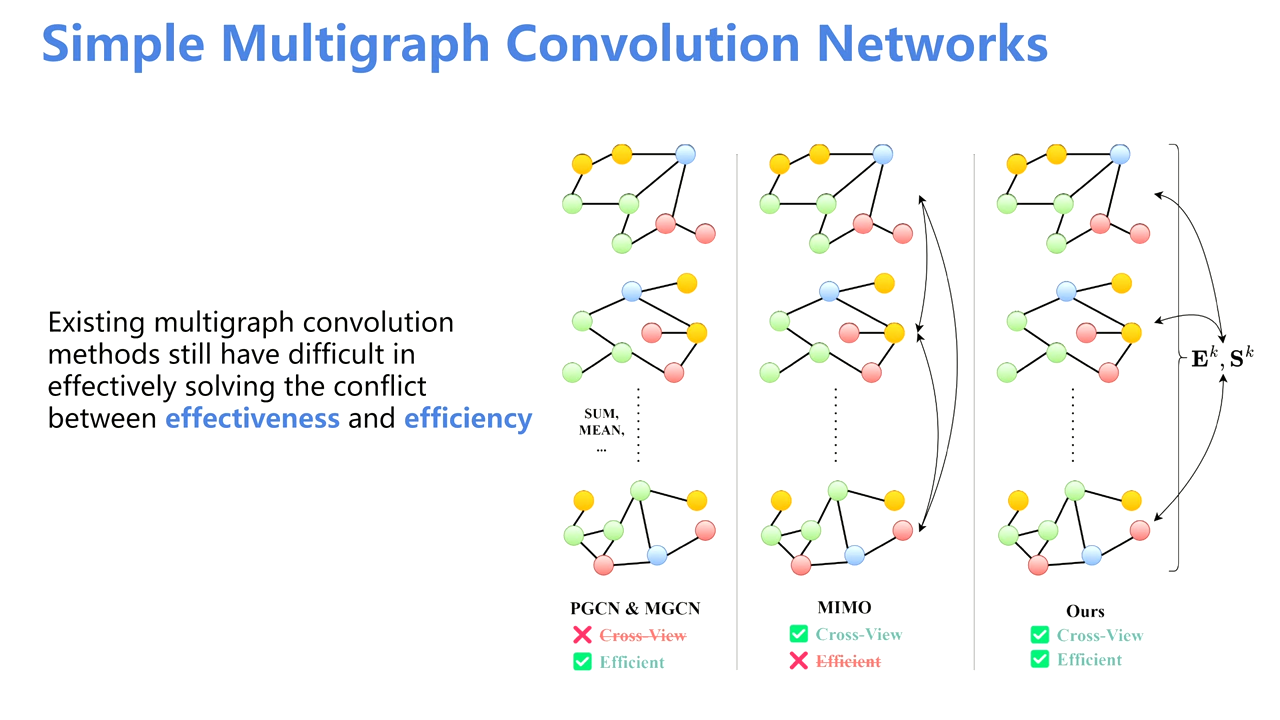 Simple Multigraph Convolution Networks
Existing multigraph convolution
methods still have difficult in
effectively solving the conflict
between effectiveness and efficiency
SUM,
MEAN,
...
PGCN & MGCN
Cross-View
Efficient
MIMO
Cross-View
Efficient
E^k, S^k
Ours
Cross-View
Efficient